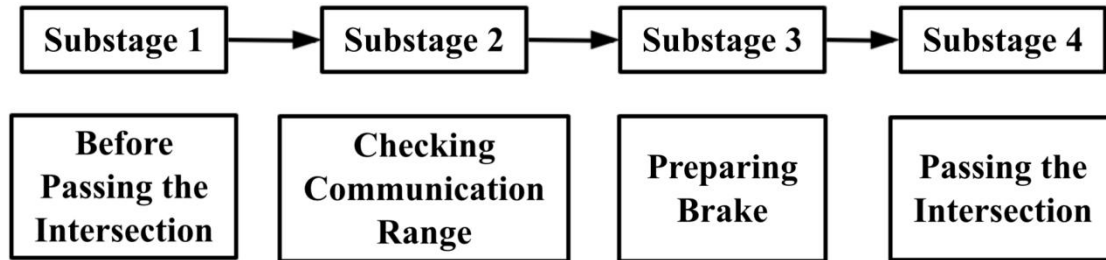 Substage 1
Substage 2
Substage 3
Substage 4
Before
Passing the
Intersection
Checking
Communication
Range
Preparing
Brake
Passing the
Intersection